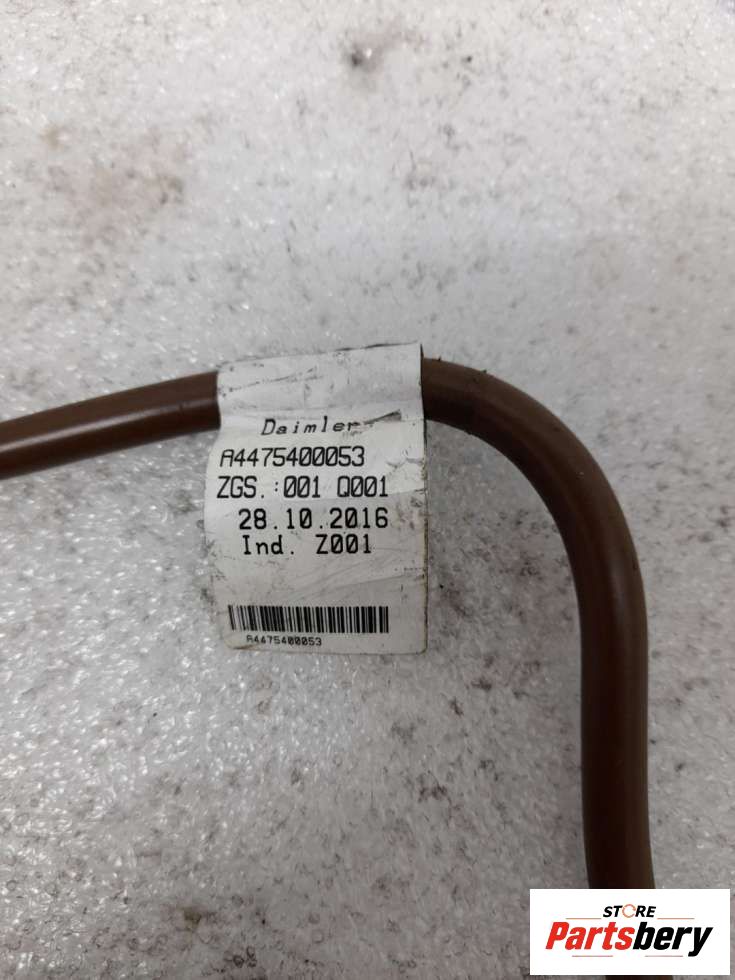 Daimler
A4475400053
ZGS.:001 Q001
28.10.2016
Ind. Z001
A4475400053
STORE
Partsbery